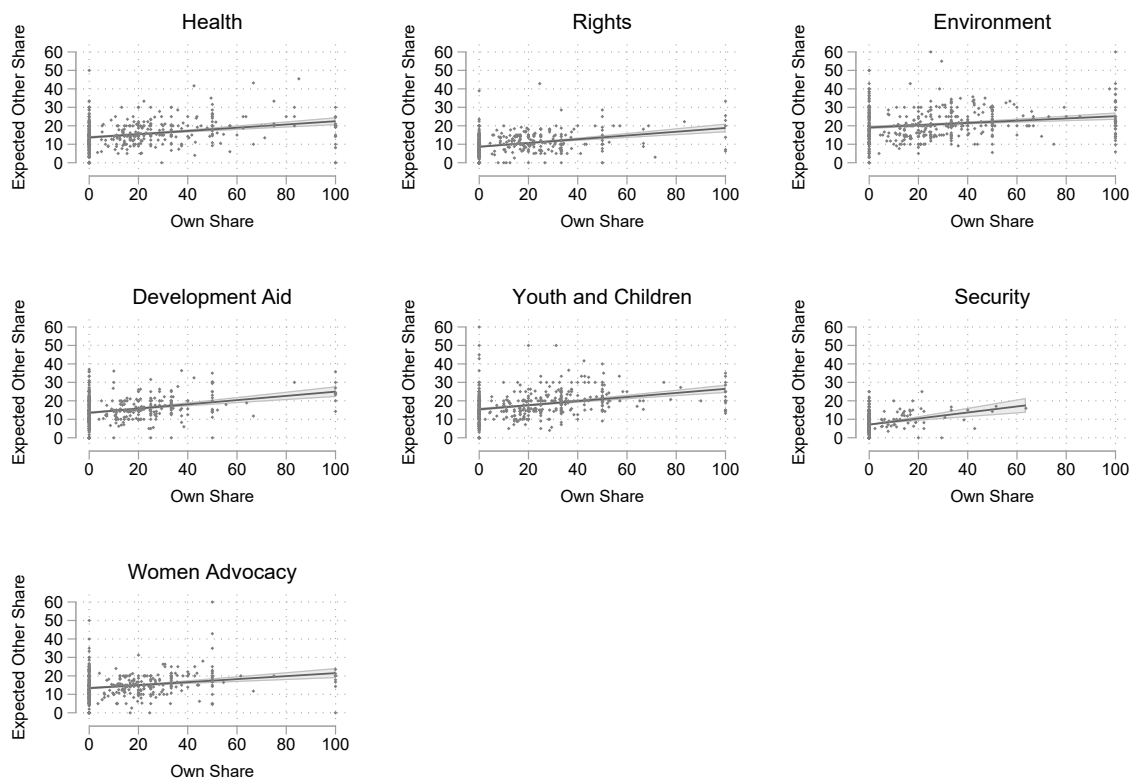 Health
Expected Other Share
60
50
40
30
20
10
0
0 20 40 60 80 100
Own Share
Rights
Expected Other Share
60
50
40
30
20
10
0
0 20 40 60 80 100
Own Share
Environment
Expected Other Share
60
50
40
30
20
10
0
0 20 40 60 80 100
Own Share
Development Aid
Expected Other Share
60
50
40
30
20
10
0
0 20 40 60 80 100
Own Share
Youth and Children
Expected Other Share
60
50
40
30
20
10
0
0 20 40 60 80 100
Own Share
Security
Expected Other Share
60
50
40
30
20
10
0
0 20 40 60 80 100
Own Share
Women Advocacy
Expected Other Share
60
50
40
30
20
10
0
0 20 40 60 80 100
Own Share